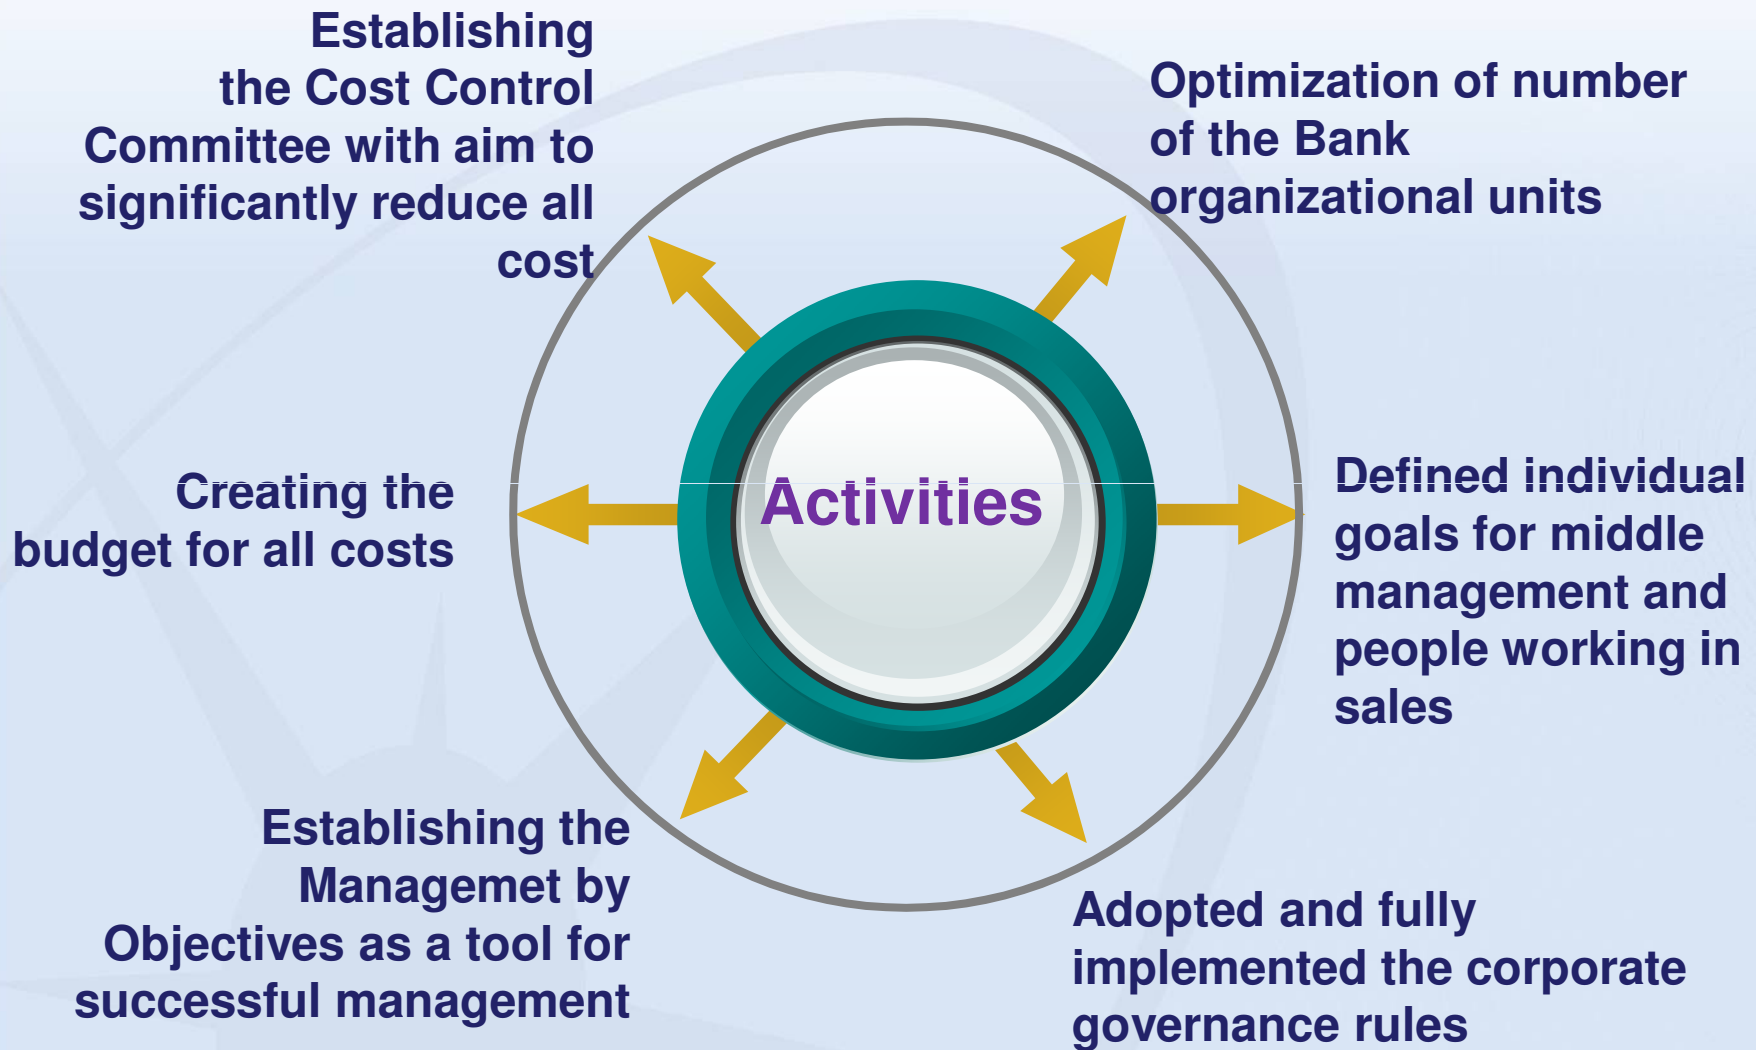 Establishing
the Cost Control
Committee with aim to
significantly reduce all
cost
Optimization of number
of the Bank
organizational units
Creating the
budget for all costs
Activities
Defined individual
goals for middle
management and
people working in
sales
Establishing the
Managemet by
Objectives as a tool for
successful management
Adopted and fully
implemented the corporate
governance rules